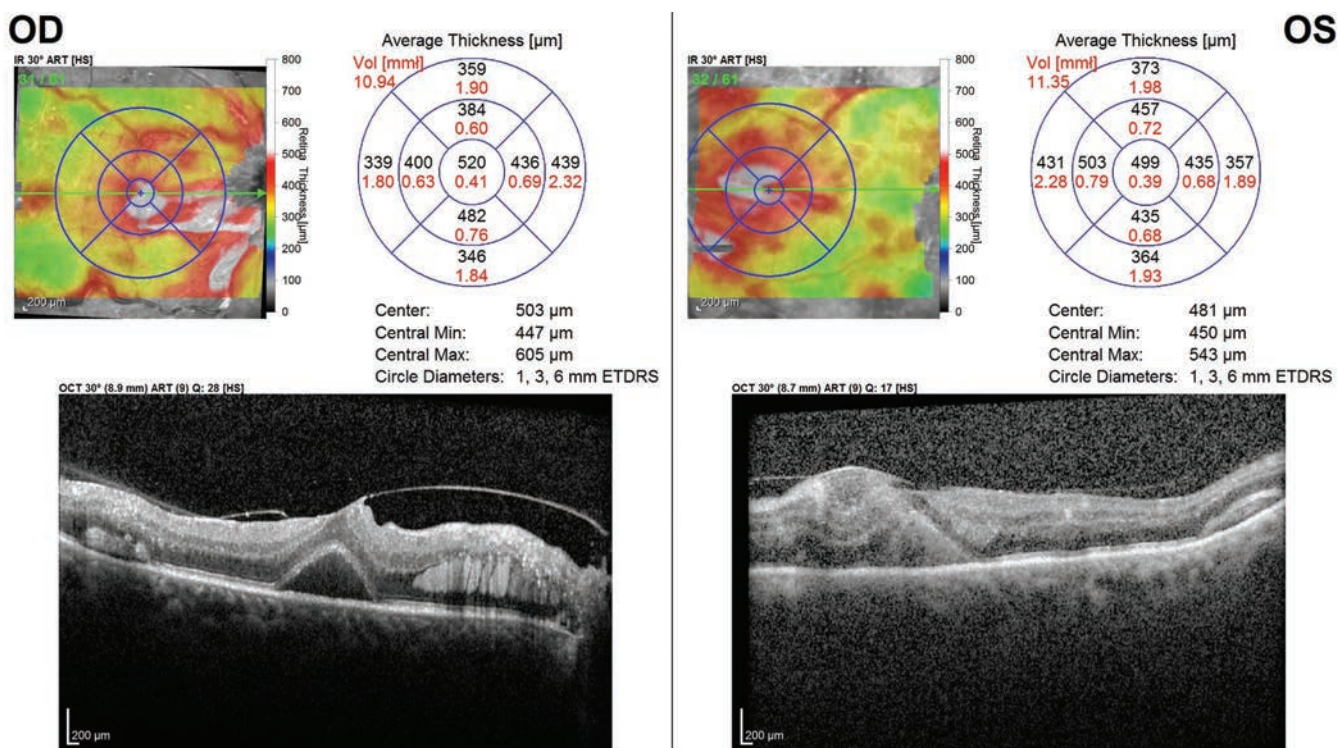 OD
IR 30° ART [HS]
31 / 61
800
700
600
500
400
300
200
100
0
Retina Thickness [µm]
200 µm
Average Thickness [µm]
Vol [mmł]
10.94
359
1.90
384
0.60
339 400 520 436 439
1.80 0.63 0.41 0.69 2.32
482
0.76
346
1.84
Center: 503 µm
Central Min: 447 µm
Central Max: 605 µm
Circle Diameters: 1, 3, 6 mm ETDRS
OCT 30° (8.9 mm) ART (9) Q: 28 [HS]
200 µm
OS
IR 30° ART [HS]
32 / 61
800
700
600
500
400
300
200
100
0
Retina Thickness [µm]
200 µm
Average Thickness [µm]
Vol [mmł]
11.35
373
1.98
457
0.72
431 503 499 435 357
2.28 0.79 0.39 0.68 1.89
435
0.68
364
1.93
Center: 481 µm
Central Min: 450 µm
Central Max: 543 µm
Circle Diameters: 1, 3, 6 mm ETDRS
OCT 30° (8.7 mm) ART (9) Q: 17 [HS]
200 µm